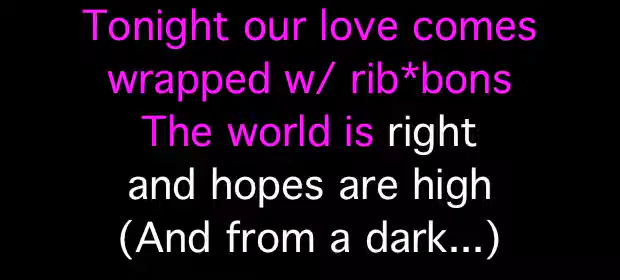 Tonight our love comes
wrapped w/ rib*bons
The world is right
and hopes are high
(And from a dark...)